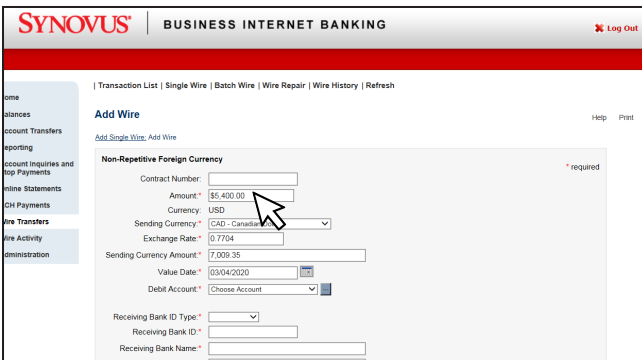 SYNOVUS® | BUSINESS INTERNET BANKING
Log Out
| Transaction List | Single Wire | Batch Wire | Wire Repair | Wire History | Refresh
ome
alances
ccount Transfers
eporting
ccount Inquiries and
top Payments
nline Statements
CH Payments
ire Transfers
ire Activity
dministration
Add Wire
Help Print
Add Single Wire: Add Wire
Non-Repetitive Foreign Currency
* required
Contract Number:
Amount:* $5,400.00
Currency: USD
Sending Currency:* CAD - Canadian
Exchange Rate:* 0.7704
Sending Currency Amount:* 7,009.35
Value Date:* 03/04/2020
Debit Account:* Choose Account
Receiving Bank ID Type:*
Receiving Bank ID:*
Receiving Bank Name:*